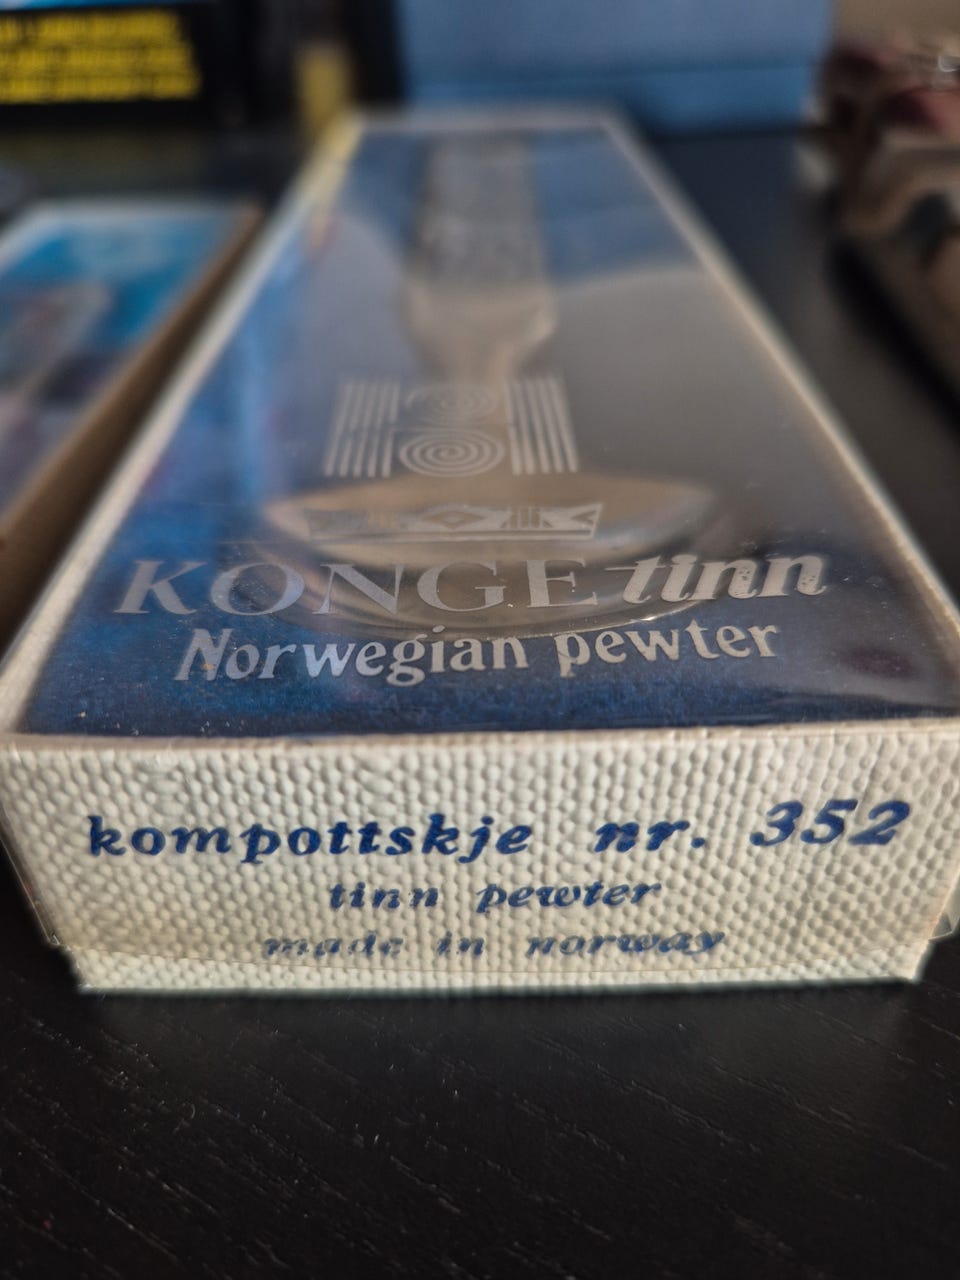 KONGE tinn
Norwegian pewter
kompottskje nr. 352
tinn pewter
made in norway